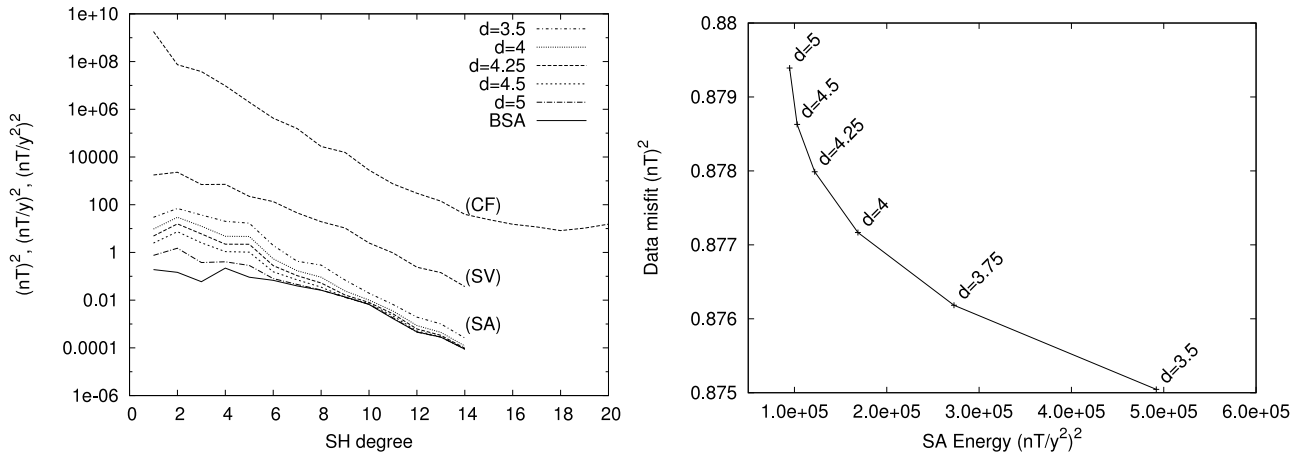 1e+10
1e+08
1e+06
10000
100
1
0.01
0.0001
1e-06
(nT)², (nT/y)², (nT/y²)²
d=3.5
d=4
d=4.25
d=4.5
d=5
BSA
(CF)
(SV)
(SA)
0 2 4 6 8 10 12 14 16 18 20
SH degree
0.88
0.879
0.878
0.877
0.876
0.875
Data misfit (nT)²
d=5
d=4.5
d=4.25
d=4
d=3.75
d=3.5
1.0e+05 2.0e+05 3.0e+05 4.0e+05 5.0e+05 6.0e+05
SA Energy (nT/y²)²